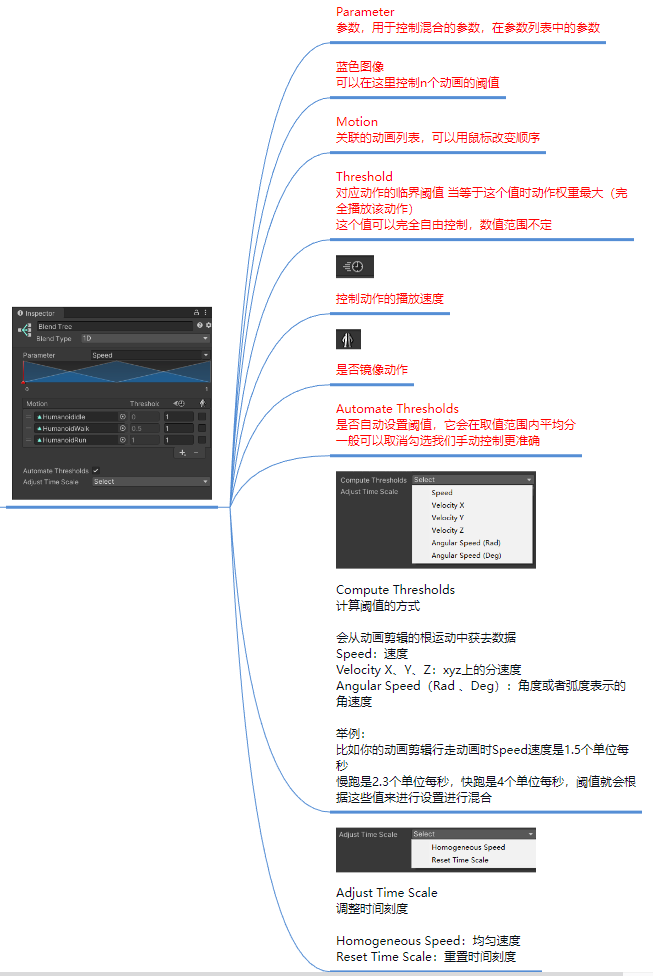 Parameter
参数，用于控制混合的参数，在参数列表中的参数
蓝色图像
可以在这里控制n个动画的阈值
Motion
关联的动画列表，可以用鼠标改变顺序
Threshold
对应动作的临界阈值 当等于这个值时动作权重最大（完
全播放该动作）
这个值可以完全自由控制，数值范围不定
控制动作的播放速度
是否镜像动作
Automate Thresholds
是否自动设置阈值，它会在取值范围内平均分
一般可以取消勾选我们手动控制更准确
Inspector
Blend Tree
Blend Type 1D
Parameter Speed
0 1
Motion Threshok
HumanoidIdle 0 1
HumanoidWalk 0.5 1
HumanoidRun 1 1
Automate Thresholds
Adjust Time Scale Select
Compute Thresholds Select
Adjust Time Scale Speed
Velocity X
Velocity Y
Velocity Z
Angular Speed (Rad)
Angular Speed (Deg)
Compute Thresholds
计算阈值的方式
会从动画剪辑的根运动中获去数据
Speed：速度
Velocity X、Y、Z：xyz上的分速度
Angular Speed（Rad 、Deg）：角度或者弧度表示的
角速度
举例：
比如你的动画剪辑行走动画时Speed速度是1.5个单位每
秒
慢跑是2.3个单位每秒，快跑是4个单位每秒，阈值就会根
据这些值来进行设置进行混合
Adjust Time Scale Select
Homogeneous Speed
Reset Time Scale
Adjust Time Scale
调整时间刻度
Homogeneous Speed：均匀速度
Reset Time Scale：重置时间刻度